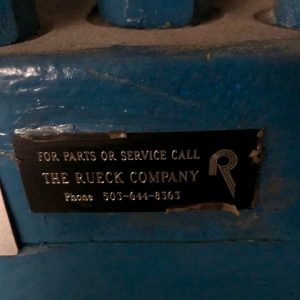 FOR PARTS OR SERVICE CALL
THE RUECK COMPANY
Phone 503-644-8363
R